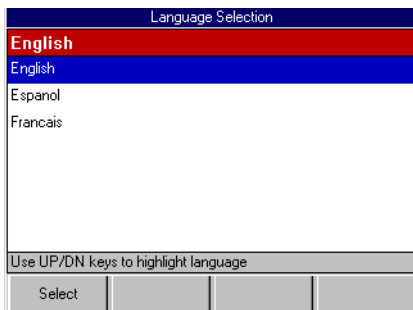 Language Selection
English
English
Espanol
Francais
Use UP/DN keys to highlight language
Select